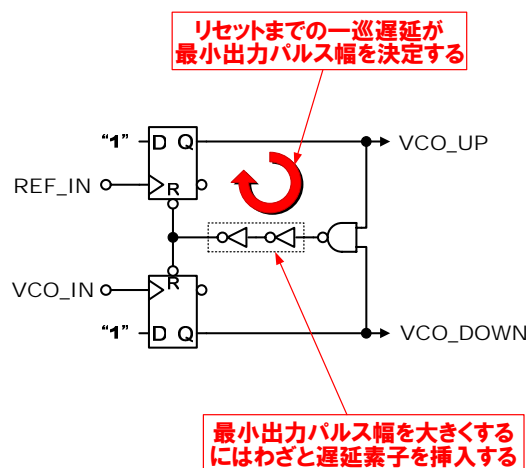 リセットまでの一巡遅延が
最小出力パルス幅を決定する
“1”
D Q
VCO_UP
REF_IN
R
R
VCO_IN
“1”
D Q
VCO_DOWN
最小出力パルス幅を大きくする
にはわざと遅延素子を挿入する